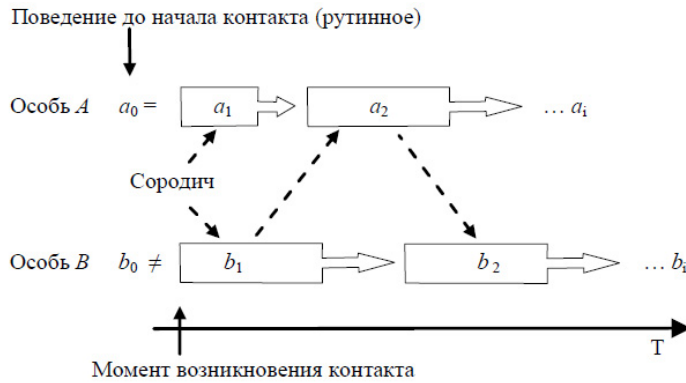 Поведение до начала контакта (рутинное)
Особь A a₀ = a₁ a₂ … aᵢ
Сородич
Особь B b₀ ≠ b₁ b₂ … bᵢ
T
Момент возникновения контакта